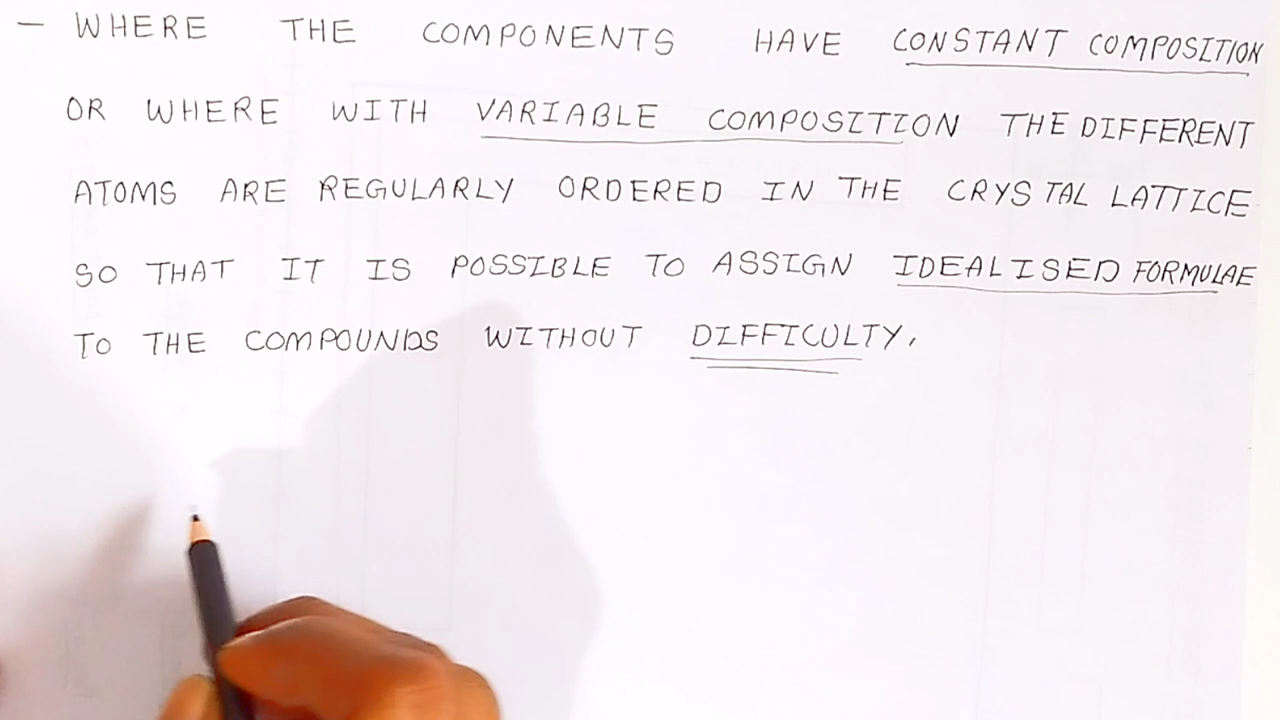 — WHERE THE COMPONENTS HAVE CONSTANT COMPOSITION
OR WHERE WITH VARIABLE COMPOSITION THE DIFFERENT
ATOMS ARE REGULARLY ORDERED IN THE CRYSTAL LATTICE
SO THAT IT IS POSSIBLE TO ASSIGN IDEALISED FORMULAE
TO THE COMPOUNDS WITHOUT DIFFICULTY.